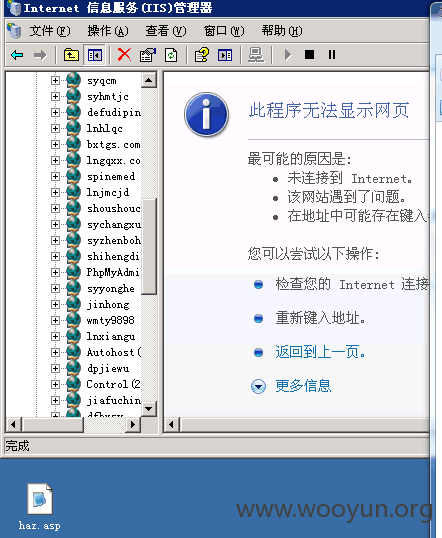 Internet 信息服务(IIS)管理器
文件(F) 操作(A) 查看(V) 窗口(W) 帮助(H)
syqcm
syhmtjc
defudipin
lnhlqc
bxtgs.com
lngqxx.co
spinemed
lnjmcjd
shoushouc
sychangxu
syzhenboh
shihengdi
PhpMyAdmi
syyonghe
jinhong
wmty9898
lnxiangu
Autohost(
dpjiewu
Control(2
jiafuchin
dfhxsy
此程序无法显示网页
最可能的原因是:
未连接到 Internet。
该网站遇到了问题。
在地址中可能存在键入
您可以尝试以下操作:
检查您的 Internet 连接
重新键入地址。
返回到上一页。
更多信息
完成
haz.asp
www.wooyun.org